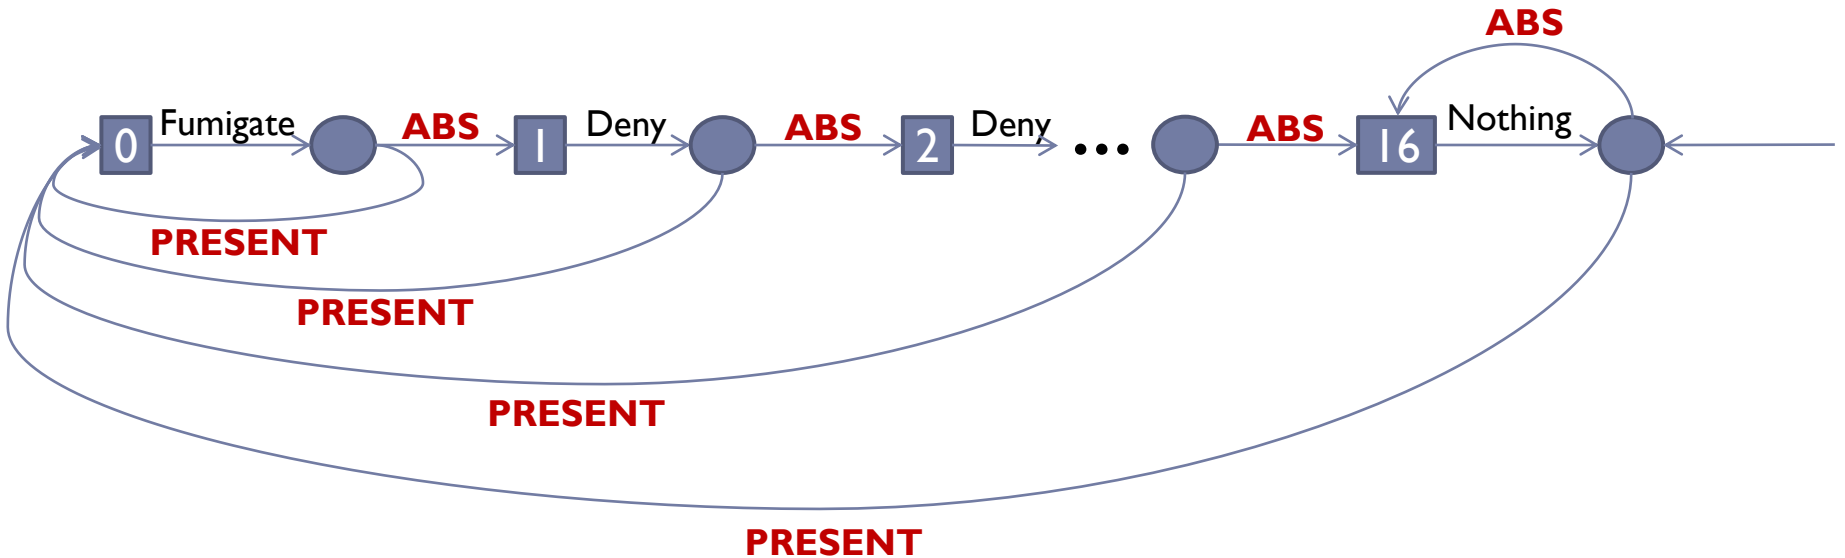 ABS
0 Fumigate ABS 1 Deny ABS 2 Deny ... ABS 16 Nothing
PRESENT
PRESENT
PRESENT
PRESENT